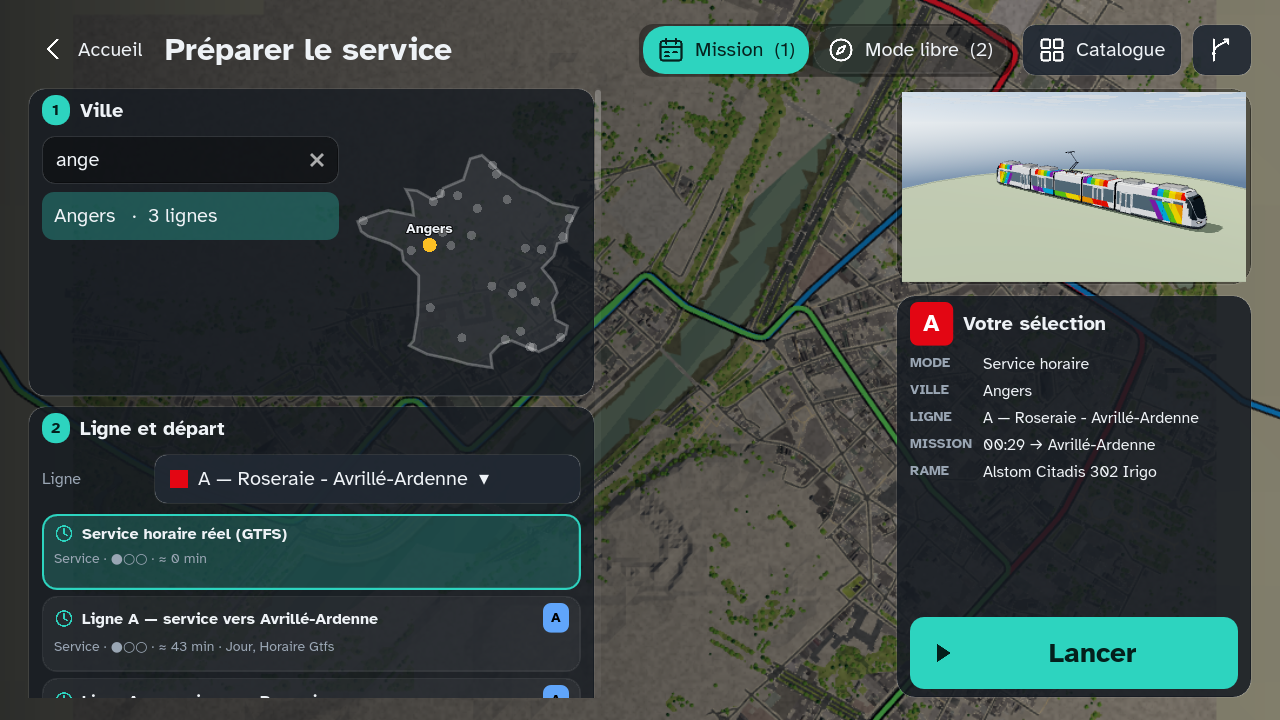 Accueil
Préparer le service
Mission (1)
Mode libre (2)
Catalogue
1 Ville
ange
Angers · 3 lignes
Angers
2 Ligne et départ
Ligne
A — Roseraie - Avrillé-Ardenne ▼
Service horaire réel (GTFS)
Service · ●○○ · ≈ 0 min
Ligne A — service vers Avrillé-Ardenne
A
Service · ●○○ · ≈ 43 min · Jour, Horaire Gtfs
A Votre sélection
MODE Service horaire
VILLE Angers
LIGNE A — Roseraie - Avrillé-Ardenne
MISSION 00:29 → Avrillé-Ardenne
RAME Alstom Citadis 302 Irigo
Lancer